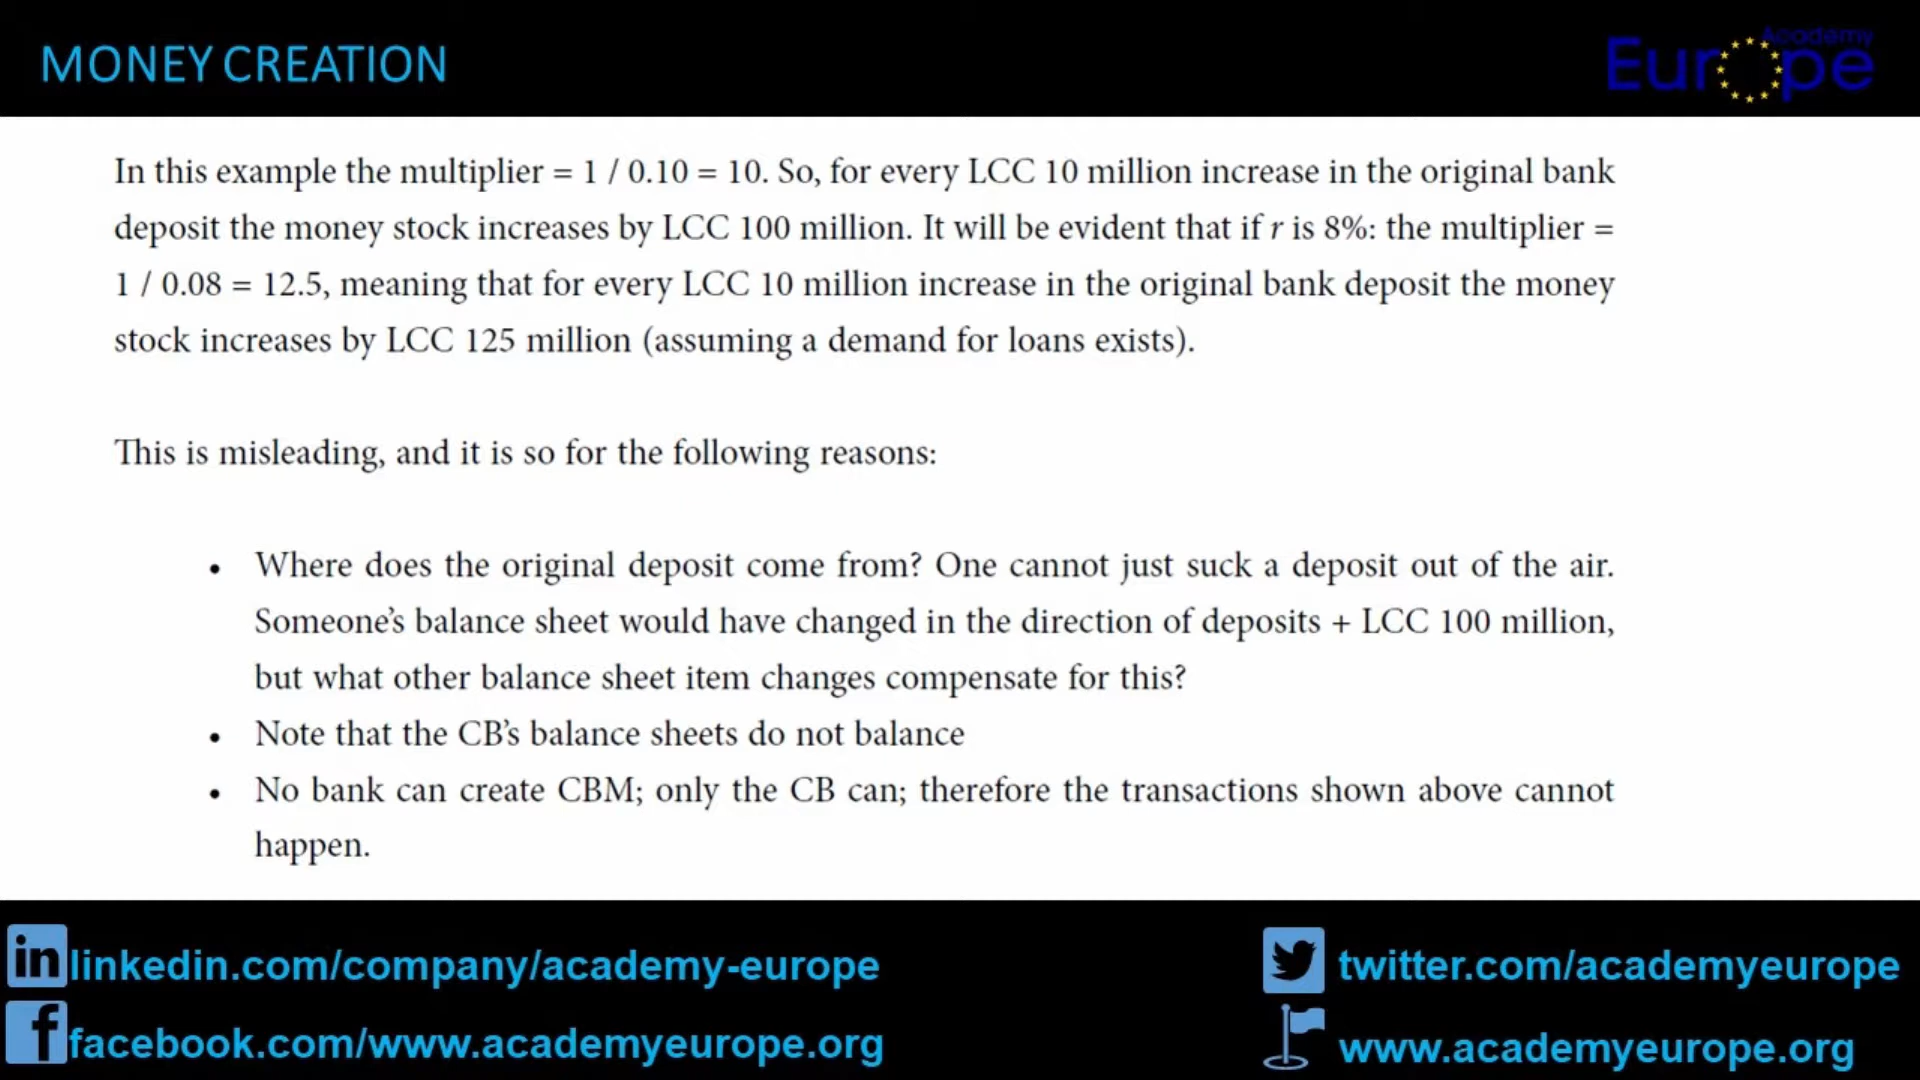 MONEY CREATION
Academy
Europe
In this example the multiplier = 1 / 0.10 = 10. So, for every LCC 10 million increase in the original bank
deposit the money stock increases by LCC 100 million. It will be evident that if r is 8%: the multiplier =
1 / 0.08 = 12.5, meaning that for every LCC 10 million increase in the original bank deposit the money
stock increases by LCC 125 million (assuming a demand for loans exists).
This is misleading, and it is so for the following reasons:
• Where does the original deposit come from? One cannot just suck a deposit out of the air.
Someone's balance sheet would have changed in the direction of deposits + LCC 100 million,
but what other balance sheet item changes compensate for this?
• Note that the CB's balance sheets do not balance
• No bank can create CBM; only the CB can; therefore the transactions shown above cannot
happen.
in linkedin.com/company/academy-europe
twitter.com/academyeurope
f facebook.com/www.academyeurope.org
www.academyeurope.org